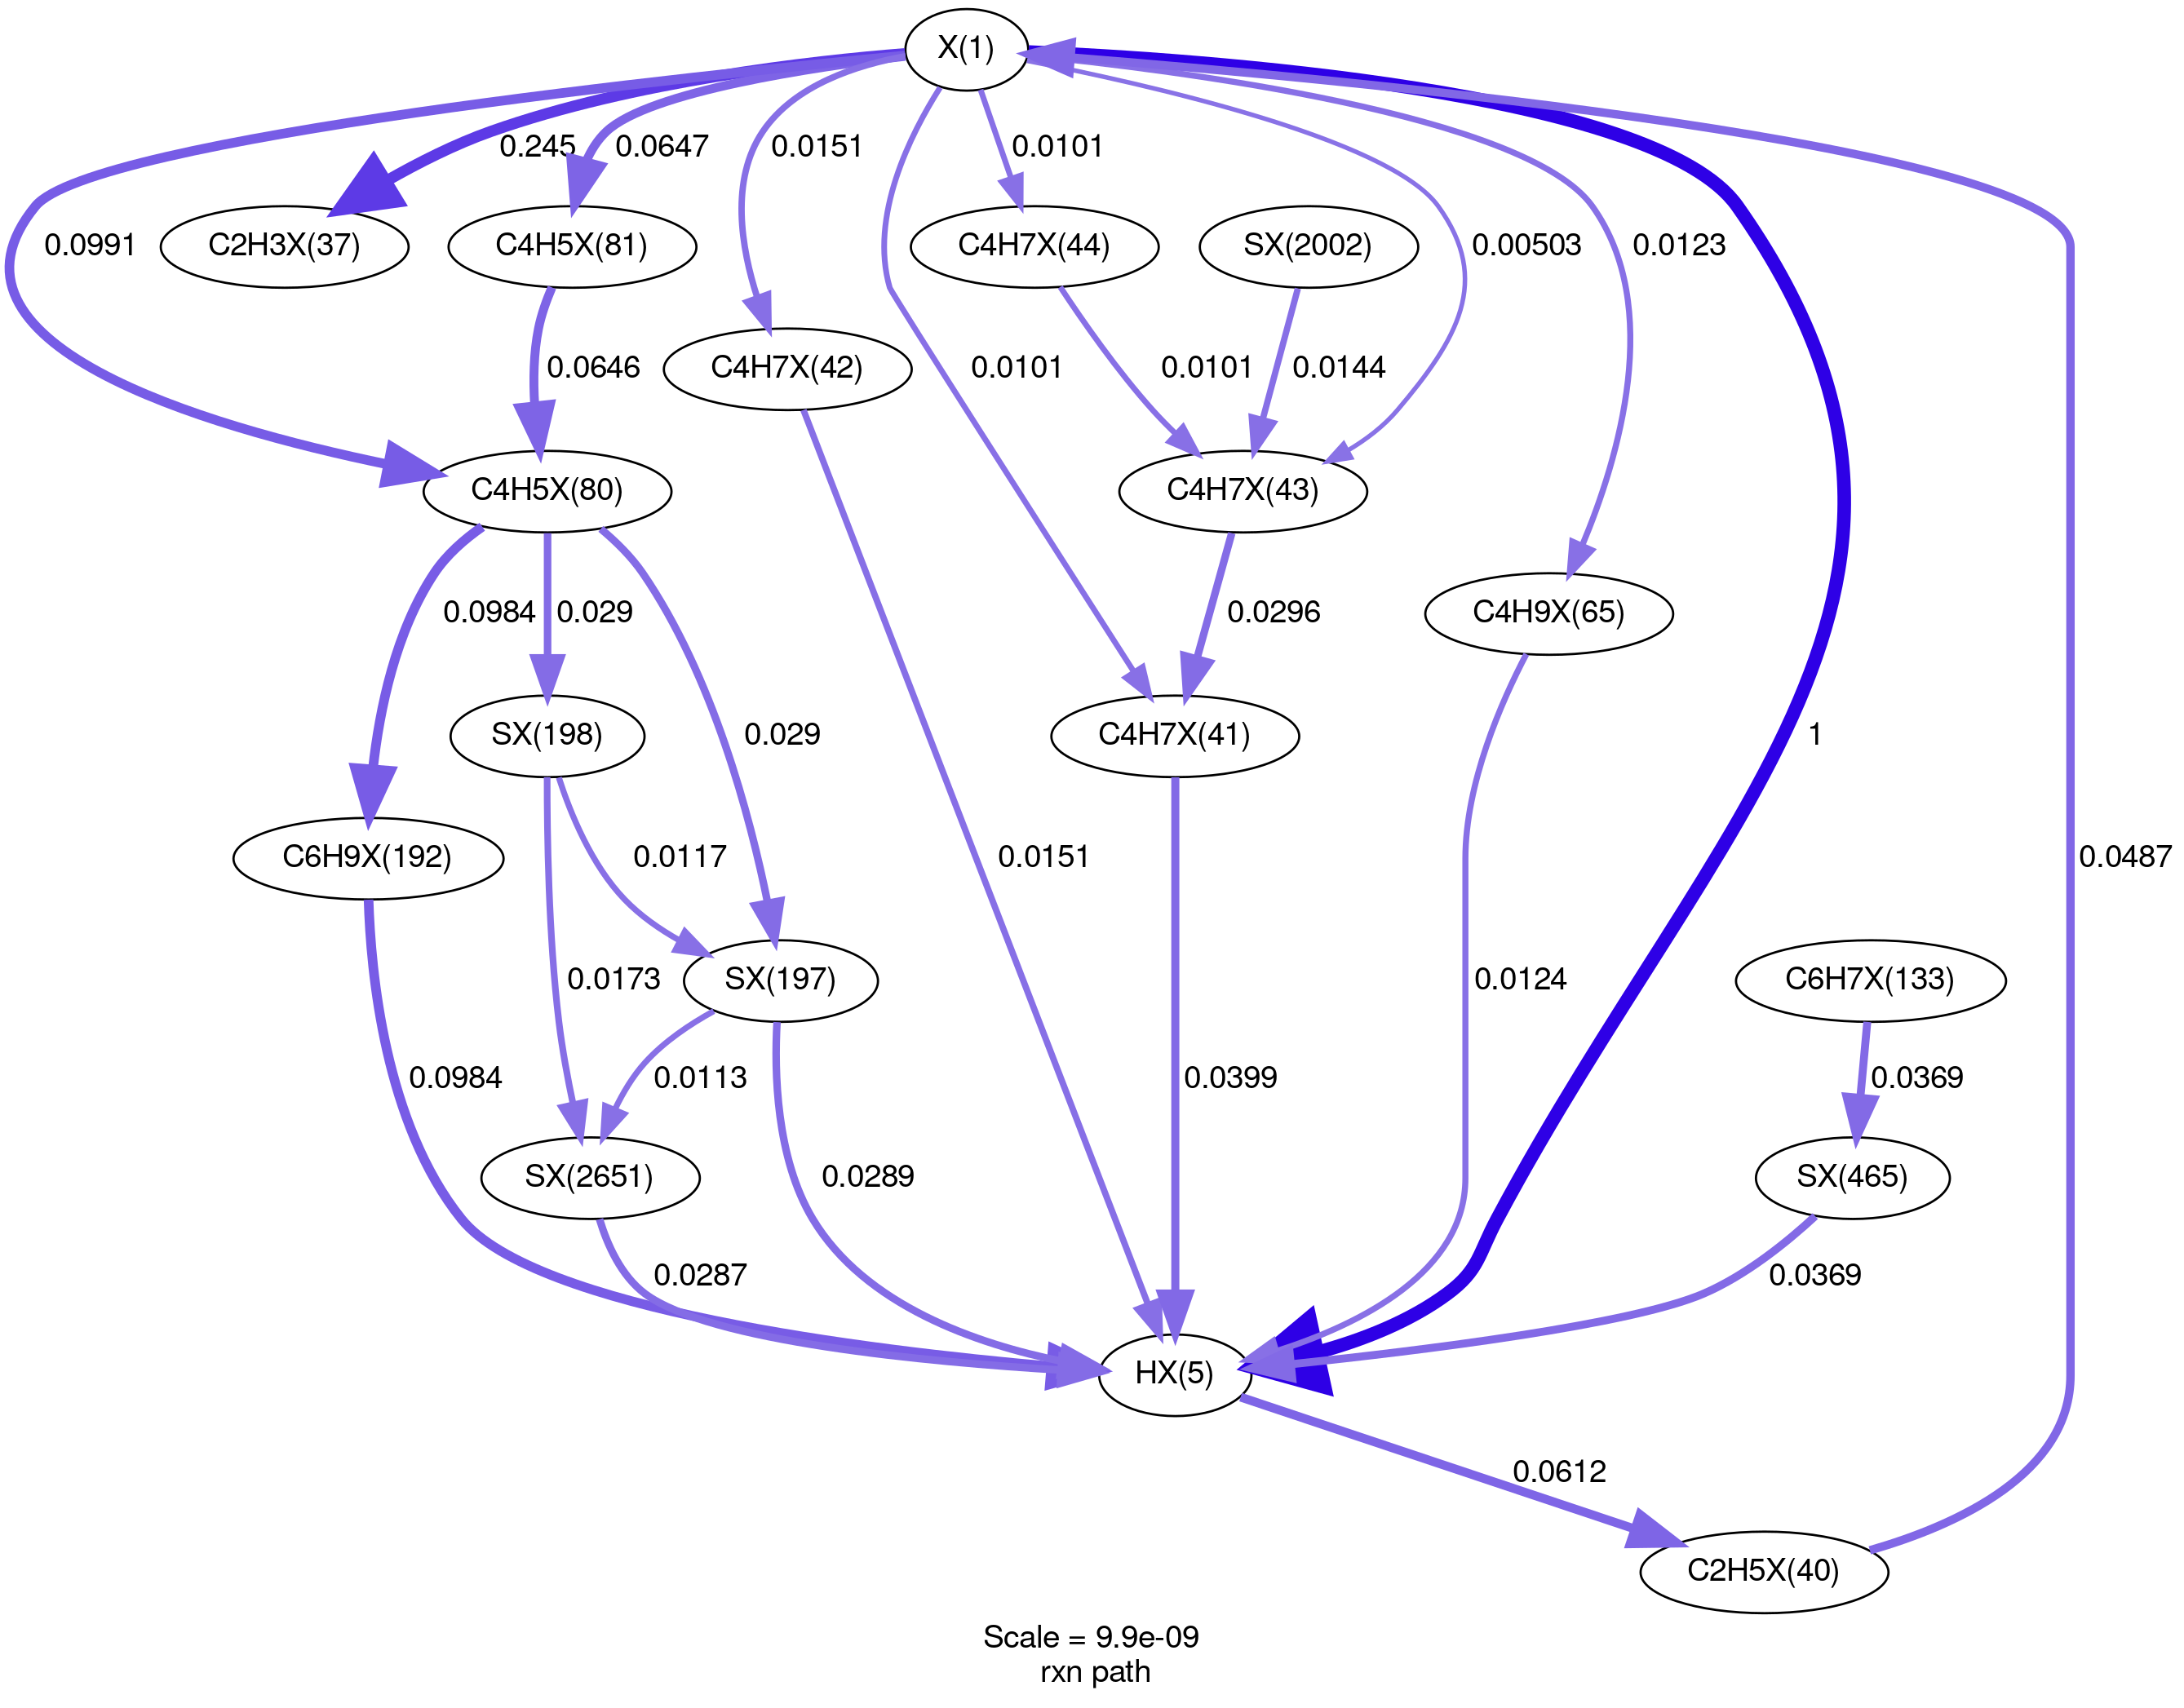 X(1)
0.245
0.0647
0.0151
0.0101
0.0991
C2H3X(37)
C4H5X(81)
C4H7X(44)
SX(2002)
0.00503
0.0123
0.0646
C4H7X(42)
0.0101
0.0101
0.0144
C4H5X(80)
C4H7X(43)
0.0984
0.029
0.0296
C4H9X(65)
SX(198)
0.029
C4H7X(41)
1
C6H9X(192)
0.0117
0.0151
0.0487
0.0173
SX(197)
0.0124
C6H7X(133)
0.0984
0.0113
0.0399
0.0369
SX(2651)
0.0289
SX(465)
0.0287
0.0369
HX(5)
0.0612
C2H5X(40)
Scale = 9.9e-09
rxn path